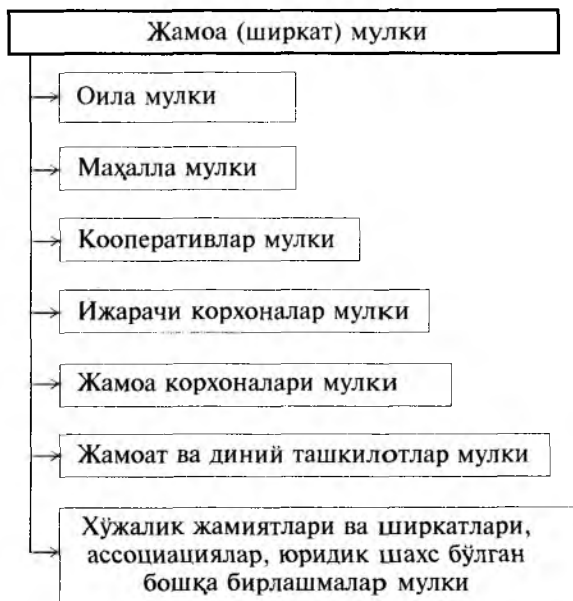 Жамоа (ширкат) мулки
Оила мулки
Маҳалла мулки
Кооперативлар мулки
Ижарачи корхоналар мулки
Жамоа корхоналари мулки
Жамоат ва диний ташкилотлар мулки
Хўжалик жамиятлари ва ширкатлари,
ассоциациялар, юридик шахс бўлган
бошқа бирлашмалар мулки